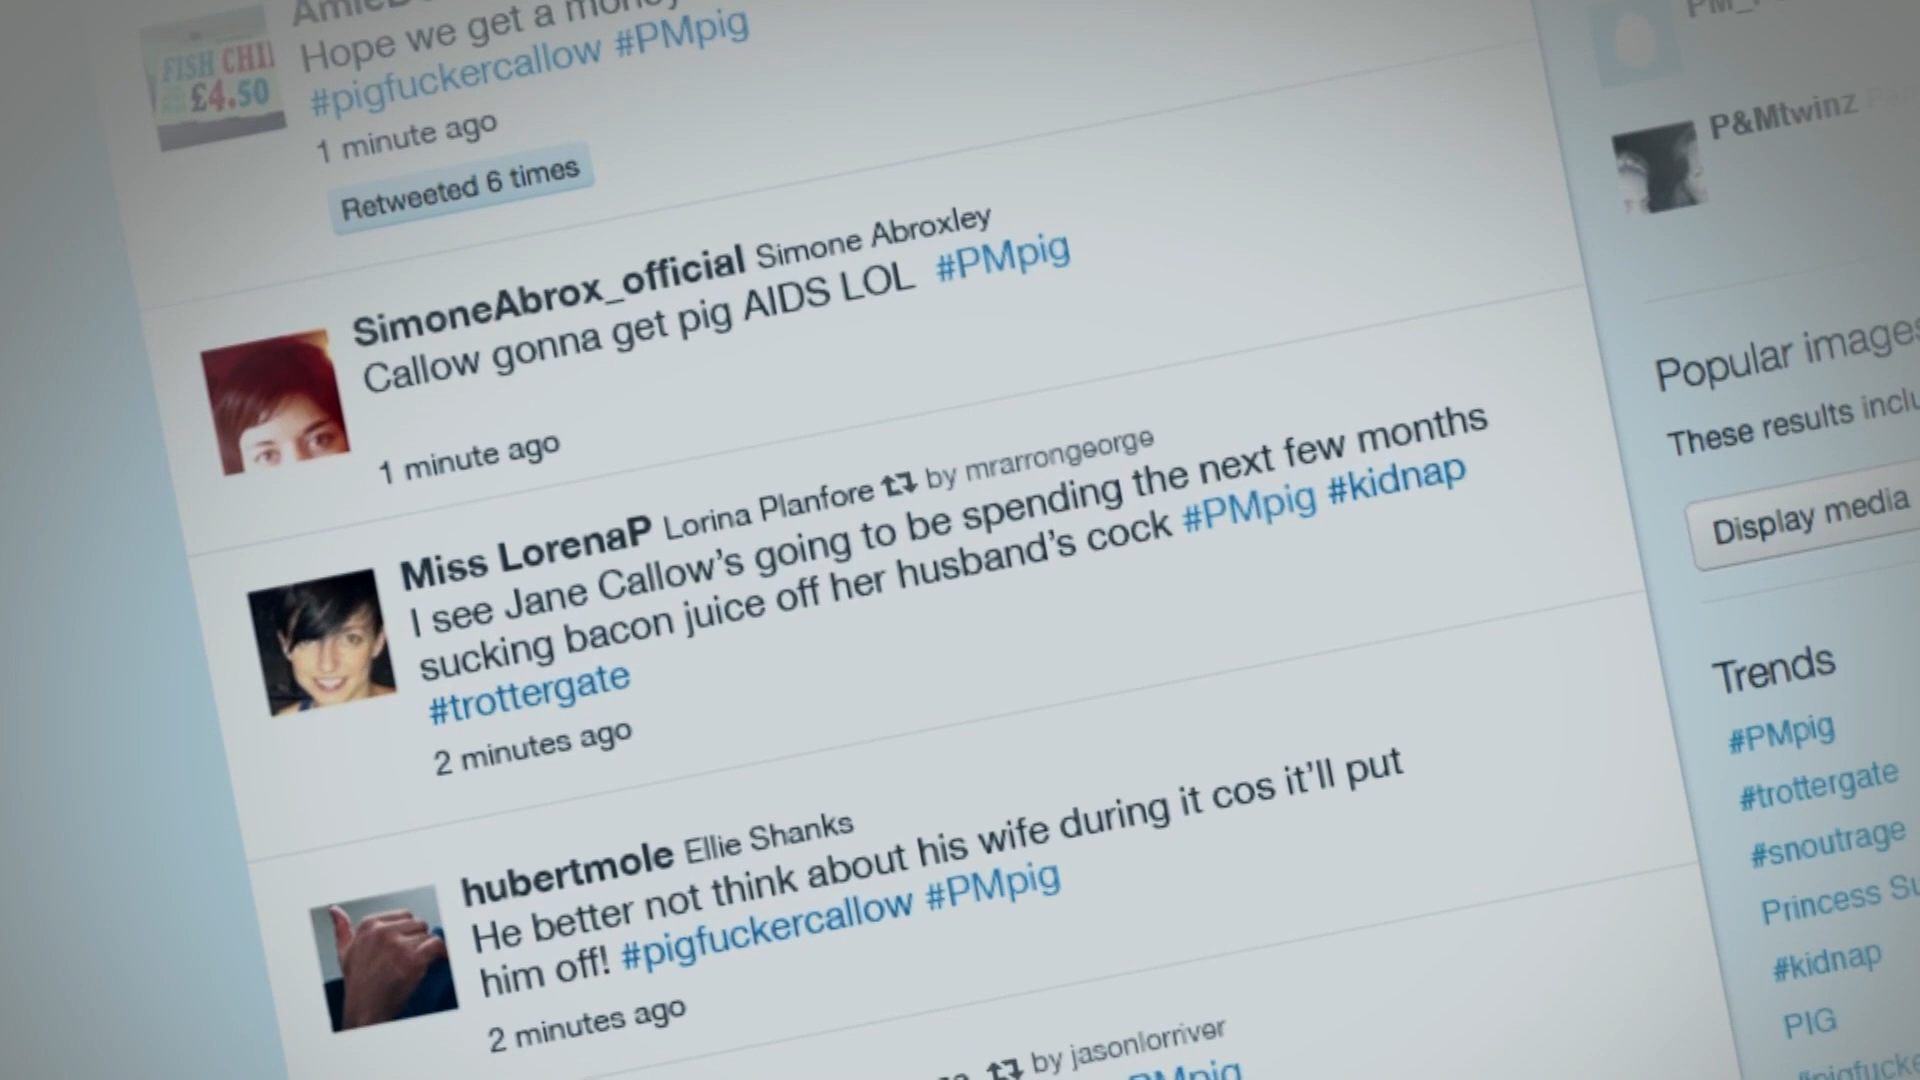 FISH CHI
£4.50
Hope we get a money
#pigfuckercallow #PMpig
1 minute ago
Retweeted 6 times
SimoneAbrox_official Simone Abroxley
Callow gonna get pig AIDS LOL #PMpig
1 minute ago
Miss LorenaP Lorina Planfore by mrarrongeorge
I see Jane Callow's going to be spending the next few months
sucking bacon juice off her husband's cock #PMpig #kidnap
#trottergate
2 minutes ago
hubertmole Ellie Shanks
He better not think about his wife during it cos it'll put
him off! #pigfuckercallow #PMpig
2 minutes ago
by jasonlorriver
#PMpig
P&Mtwinz
Popular images
These results inclu
Display media
Trends
#PMpig
#trottergate
#snoutrage
Princess Su
#kidnap
PIG
#pigfucke